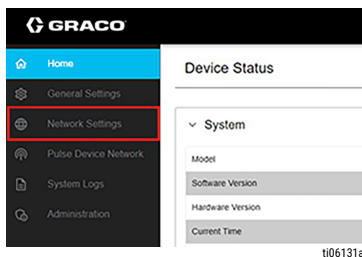 GRACO
Home
General Settings
Network Settings
Pulse Device Network
System Logs
Administration
Device Status
System
Model
Software Version
Hardware Version
Current Time
ti06131a